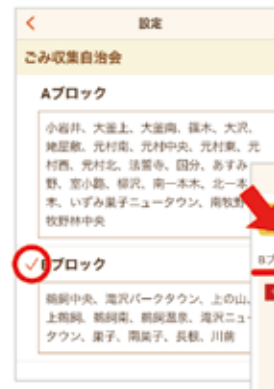 設定
ごみ収集自治会
Aブロック
小岩井、大釜上、大釜南、篠木、大沢、
姥屋敷、元村南、元村中央、元村東、元
村西、元村北、法誓寺、国分、あすみ
野、室小路、柳沢、南一本木、北一本
木、いずみ巣子ニュータウン、南牧野
牧野林中央
Bブロック
鵜飼中央、滝沢パークタウン、上の山、
上鵜飼、鵜飼南、鵜飼温泉、滝沢ニュー
タウン、巣子、南巣子、長根、川前
Bブ